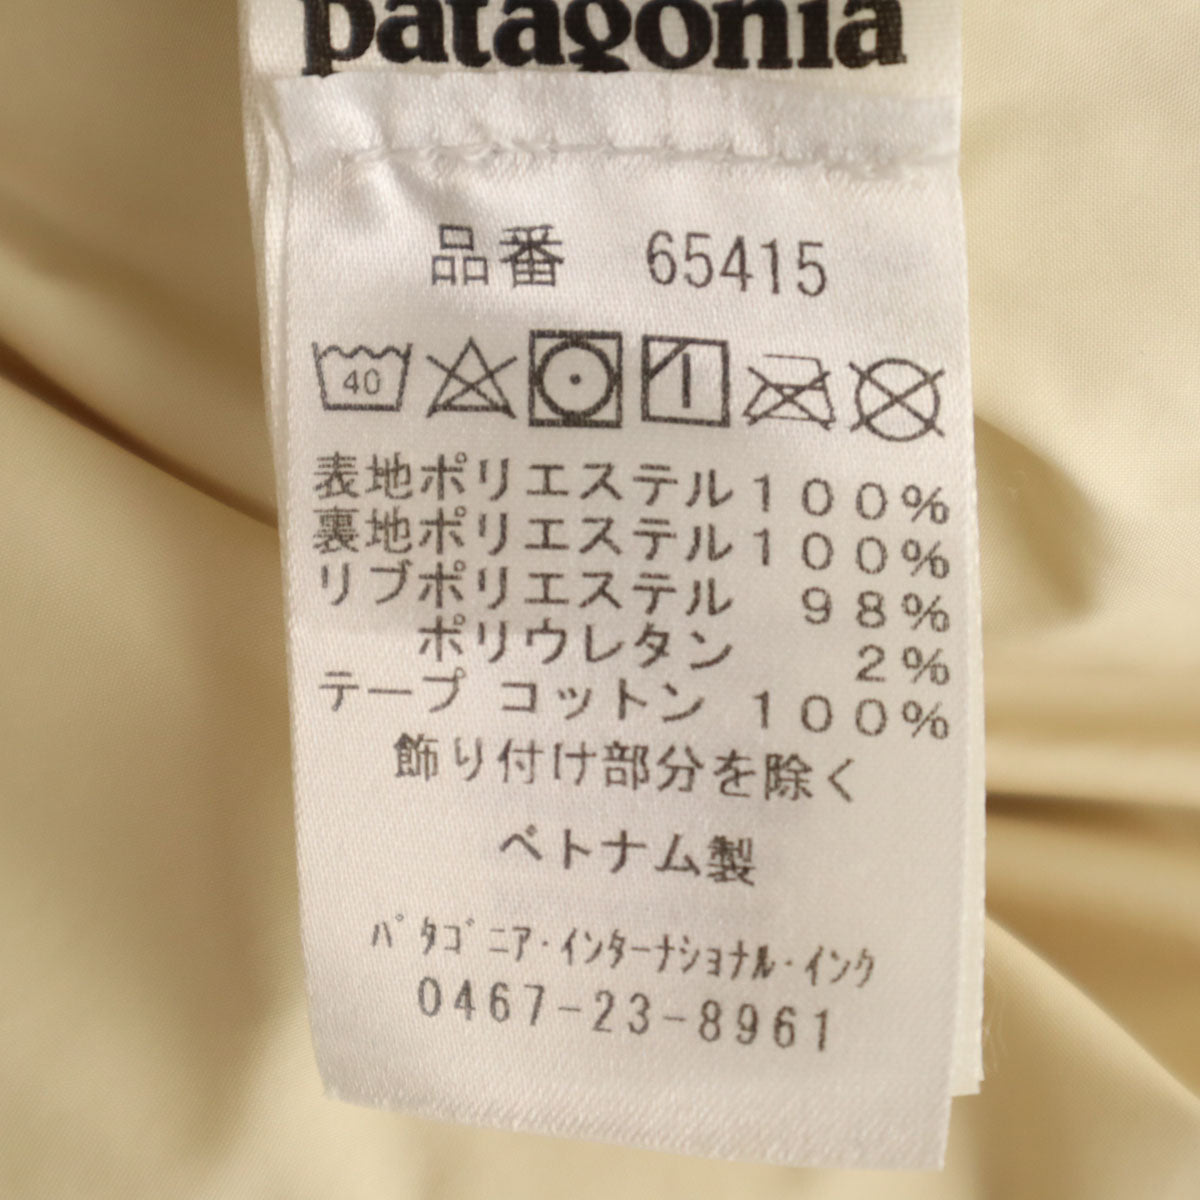 patagonia
品番 65415
40
表地ポリエステル100%
裏地ポリエステル100%
リブポリエステル 98%
ポリウレタン 2%
テープ コットン 100%
飾り付け部分を除く
ベトナム製
ﾊﾟﾀｺﾞﾆｱ･ｲﾝﾀｰﾅｼｮﾅﾙ･ｲﾝｸ
0467-23-8961